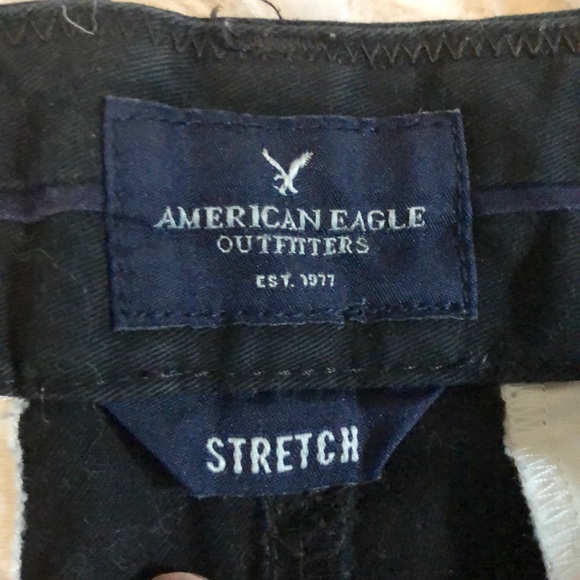 AMERICAN EAGLE
OUTFITTERS
EST. 1977
STRETCH